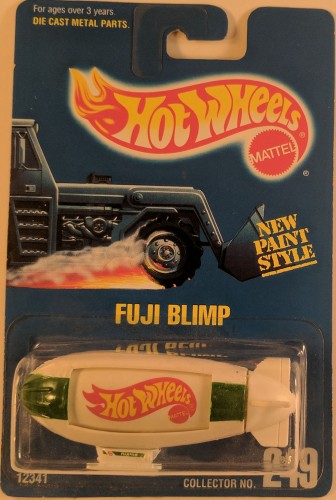 For ages over 3 years.
DIE CAST METAL PARTS.
HOT WHEELS
®
MATTEL
®
NEW
PAINT
STYLE
FUJI BLIMP
HOT WHEELS
MATTEL
12341
COLLECTOR NO. 249